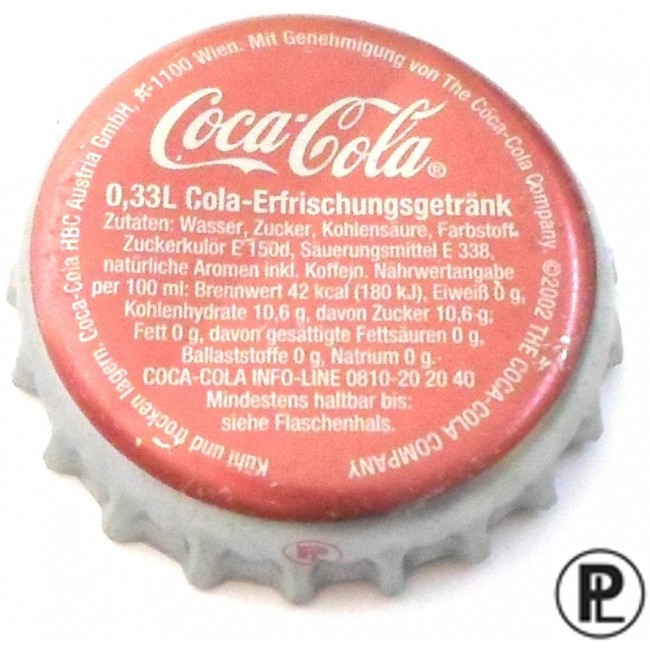 Kühl und trocken lagern. Coca-Cola HBC Austria GmbH, A-1100 Wien. Mit Genehmigung von The Coca-Cola Company ©2002 THE COCA-COLA COMPANY
Coca-Cola®
0,33L Cola-Erfrischungsgetränk
Zutaten: Wasser, Zucker, Kohlensäure, Farbstoff
Zuckerkulör E 150d, Säuerungsmittel E 338,
natürliche Aromen inkl. Koffein. Nährwertangabe
per 100 ml: Brennwert 42 kcal (180 kJ), Eiweiß 0 g,
Kohlenhydrate 10,6 g, davon Zucker 10,6 g,
Fett 0 g, davon gesättigte Fettsäuren 0 g,
Ballaststoffe 0 g, Natrium 0 g.
COCA-COLA INFO-LINE 0810-20 20 40
Mindestens haltbar bis:
siehe Flaschenhals.
PL
PL